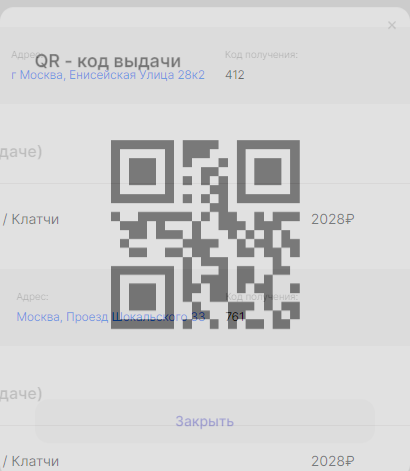 ×
Адрес:
Код получения:
QR - код выдачи
г Москва, Енисейская Улица 28к2
412
даче)
/ Клатчи
2028₽
Адрес:
Код получения:
Москва, Проезд Шокальского 33
761
даче)
Закрыть
/ Клатчи
2028₽